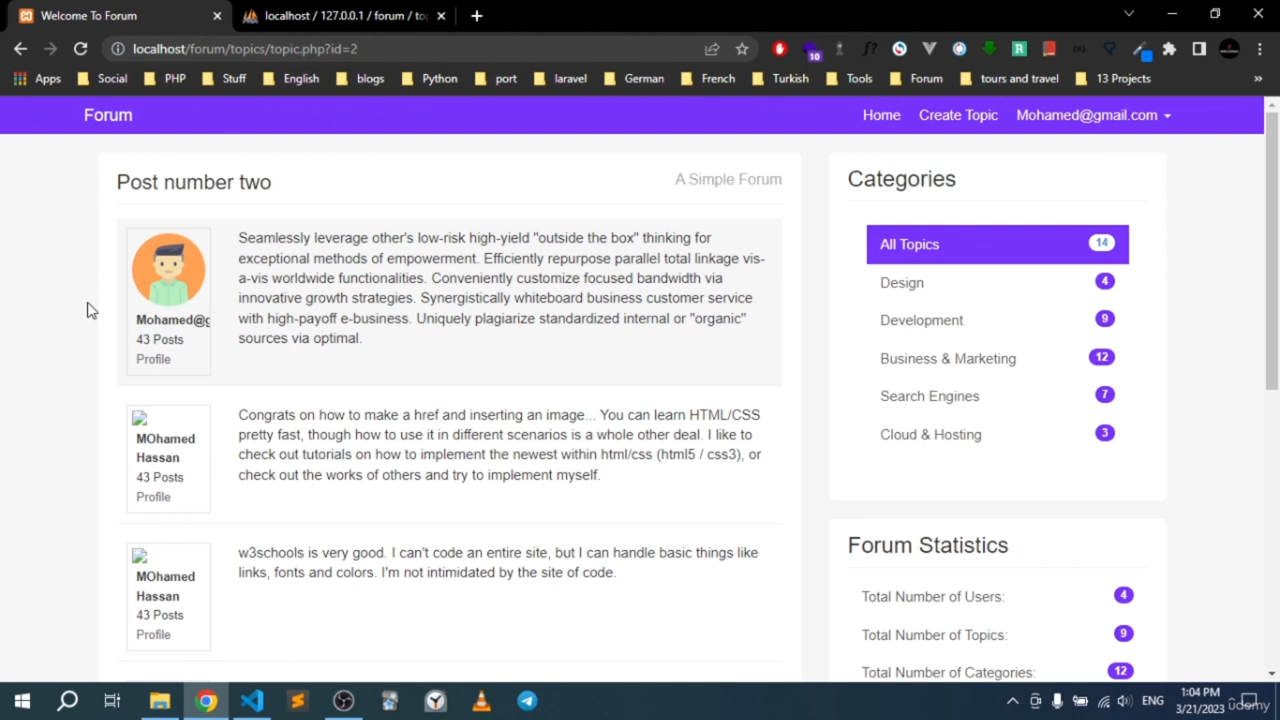 Welcome To Forum
localhost / 127.0.0.1 / forum / to
localhost/forum/topics/topic.php?id=2
10
Apps Social PHP Stuff English blogs Python port laravel German French Turkish Tools Forum tours and travel 13 Projects »
Forum Home Create Topic Mohamed@gmail.com
Post number two
A Simple Forum
Seamlessly leverage other's low-risk high-yield "outside the box" thinking for
exceptional methods of empowerment. Efficiently repurpose parallel total linkage vis-
a-vis worldwide functionalities. Conveniently customize focused bandwidth via
innovative growth strategies. Synergistically whiteboard business customer service
with high-payoff e-business. Uniquely plagiarize standardized internal or "organic"
sources via optimal.
Mohamed@g
43 Posts
Profile
MOhamed
Hassan
43 Posts
Profile
Congrats on how to make a href and inserting an image... You can learn HTML/CSS
pretty fast, though how to use it in different scenarios is a whole other deal. I like to
check out tutorials on how to implement the newest within html/css (html5 / css3), or
check out the works of others and try to implement myself.
MOhamed
Hassan
43 Posts
Profile
w3schools is very good. I can't code an entire site, but I can handle basic things like
links, fonts and colors. I'm not intimidated by the site of code.
Categories
All Topics 14
Design 4
Development 9
Business & Marketing 12
Search Engines 7
Cloud & Hosting 3
Forum Statistics
Total Number of Users: 4
Total Number of Topics: 9
Total Number of Categories: 12
ENG
1:04 PM
3/21/2023
udemy